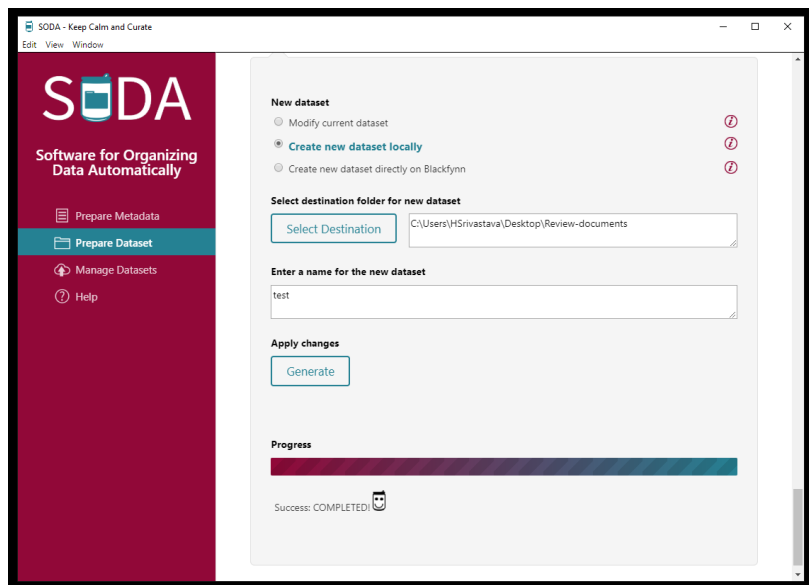 SODA - Keep Calm and Curate
Edit View Window
SODA
Software for Organizing
Data Automatically
Prepare Metadata
Prepare Dataset
Manage Datasets
Help
New dataset
Modify current dataset
Create new dataset locally
Create new dataset directly on Blackfynn
Select destination folder for new dataset
Select Destination
C:\Users\HSrivastava\Desktop\Review-documents
Enter a name for the new dataset
test
Apply changes
Generate
Progress
Success: COMPLETED!